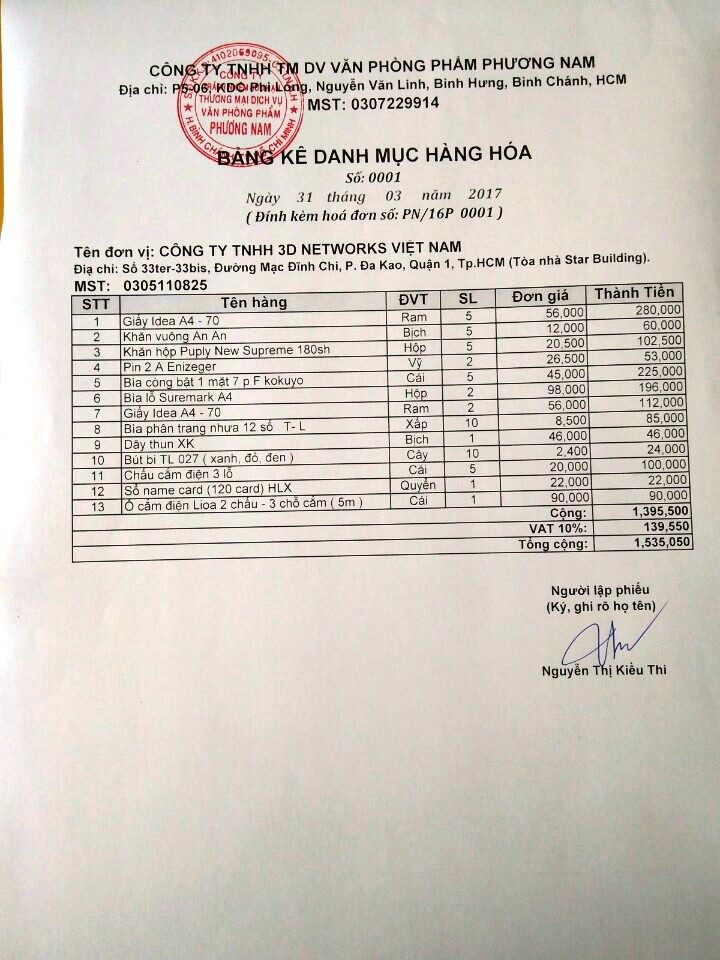 CÔNG TY TNHH TM DV VĂN PHÒNG PHẨM PHƯƠNG NAM
Địa chỉ: P5-06, KDC Phi Long, Nguyễn Văn Linh, Bình Hưng, Bình Chánh, HCM
MST: 0307229914
CÔNG TY
THƯƠNG MẠI DỊCH VỤ
VĂN PHÒNG PHẨM
PHƯƠNG NAM
BẢNG KÊ DANH MỤC HÀNG HÓA
Số: 0001
Ngày 31 tháng 03 năm 2017
( Đính kèm hoá đơn số: PN/16P 0001 )
Tên đơn vị: CÔNG TY TNHH 3D NETWORKS VIỆT NAM
Địa chỉ: Số 33ter-33bis, Đường Mạc Đĩnh Chi, P. Đa Kao, Quận 1, Tp.HCM (Tòa nhà Star Building).
MST: 0305110825
STT Tên hàng ĐVT SL Đơn giá Thành Tiền
1 Giấy Idea A4 - 70 Ram 5 56,000 280,000
2 Khăn vuông An An Bịch 5 12,000 60,000
3 Khăn hộp Puply New Supreme 180sh Hộp 5 20,500 102,500
4 Pin 2 A Enizeger Vỹ 2 26,500 53,000
5 Bìa còng bật 1 mặt 7 p F kokuyo Cái 5 45,000 225,000
6 Bìa lỗ Suremark A4 Hộp 2 98,000 196,000
7 Giấy Idea A4 - 70 Ram 2 56,000 112,000
8 Bìa phân trang nhựa 12 số T- L Xấp 10 8,500 85,000
9 Dây thun XK Bịch 1 46,000 46,000
10 Bút bi TL 027 ( xanh, đỏ, đen ) Cây 10 2,400 24,000
11 Chấu cắm điện 3 lỗ Cái 5 20,000 100,000
12 Sổ name card (120 card) HLX Quyển 1 22,000 22,000
13 Ổ cắm điện Lioa 2 chấu - 3 chỗ cắm ( 5m ) Cái 1 90,000 90,000
Cộng: 1,395,500
VAT 10%: 139,550
Tổng cộng: 1,535,050
Người lập phiếu
(Ký, ghi rõ họ tên)
Nguyễn Thị Kiều Thi